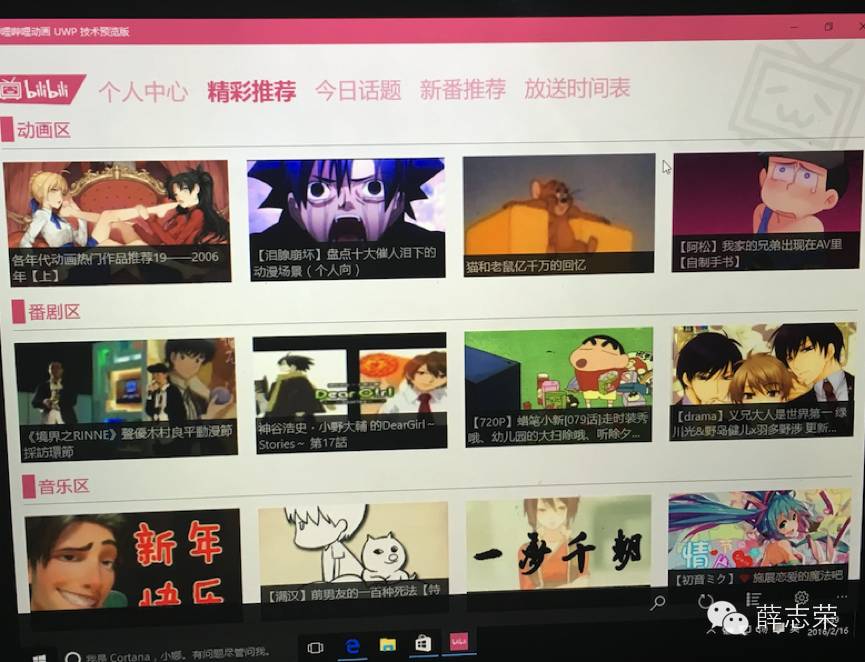 哔哩哔哩动画 UWP 技术预览版
bilibili
个人中心 精彩推荐 今日话题 新番推荐 放送时间表
动画区
各年代动画热门作品推荐19——2006
年【上】
【泪腺崩坏】盘点十大催人泪下的
动漫场景（个人向）
猫和老鼠亿千万的回忆
【阿松】我家的兄弟出现在AV里
【自制手书】
番剧区
《境界之RINNE》聲優木村良平動漫節
採訪環節
Dear Girl
神谷浩史·小野大輔 的DearGirl～
Stories～ 第17話
【720P】蜡笔小新[079话]走时装秀
哦、幼儿园的大扫除哦、听除夕...
【drama】义兄大人是世界第一 绿
川光&野岛健儿x羽多野涉 更新...
音乐区
新年
快乐
【满汉】前男友的一百种死法【特
一梦千朝
【初音ミク】♥ 施展恋爱的魔法吧
薛志荣
我是 Cortana，小娜。有问题尽管问我。
bilibili
2016/2/16